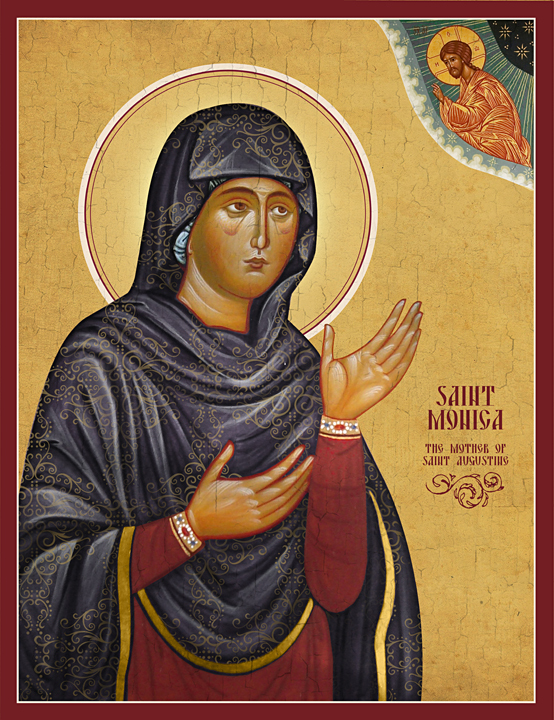 SAINT
MONICA
THE MOTHER OF
SAINT AUGUSTINE